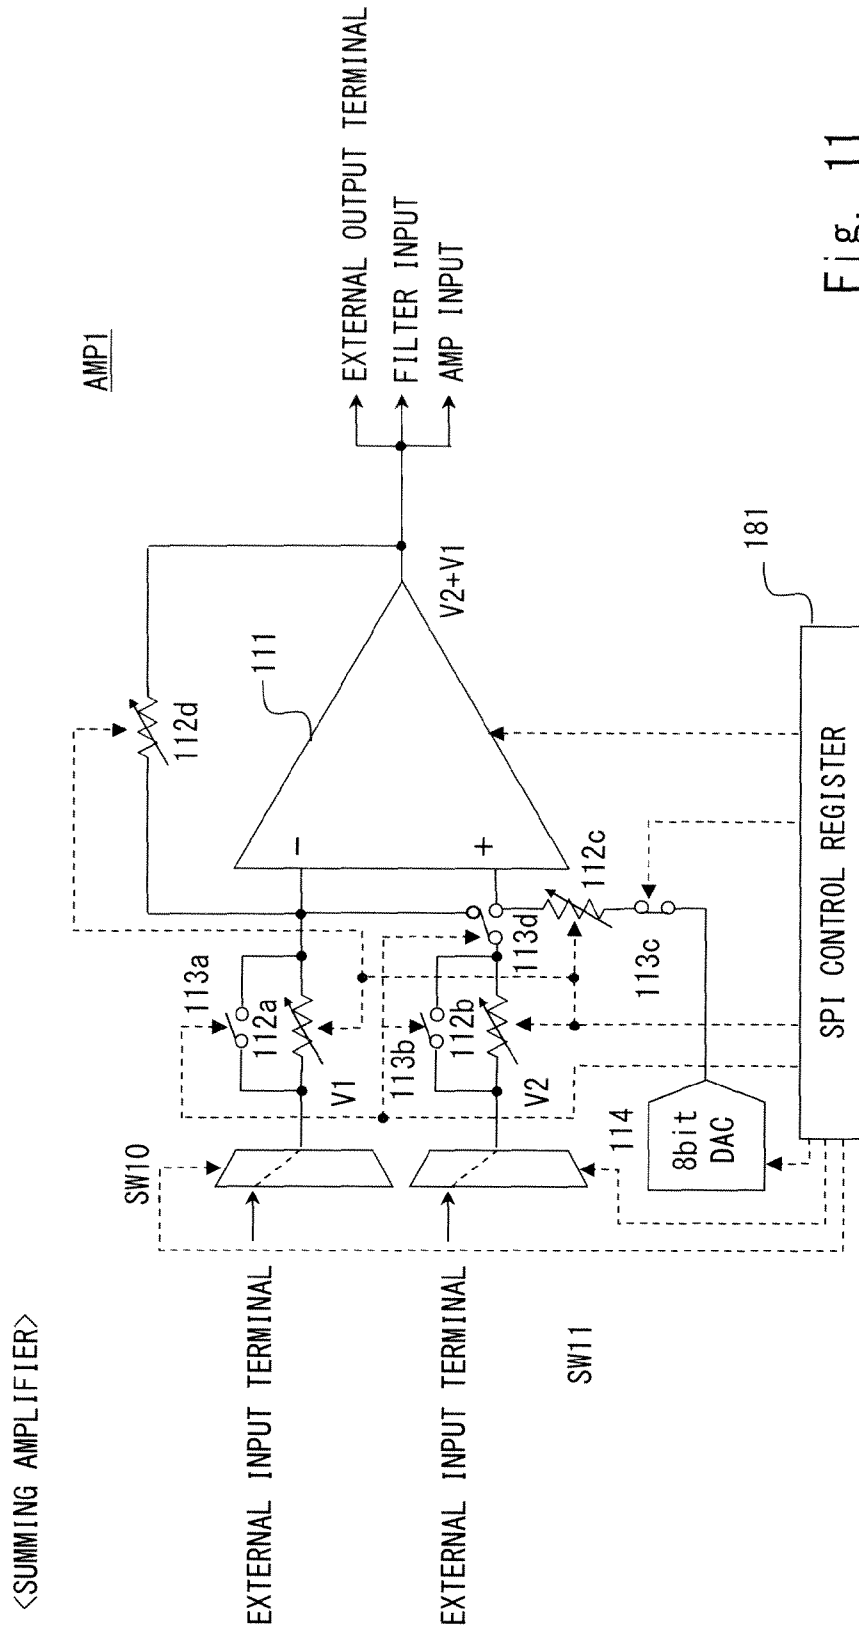 <SUMMING AMPLIFIER>
AMP1
EXTERNAL INPUT TERMINAL
EXTERNAL INPUT TERMINAL
SW10
SW11
V1
V2
113a
112a
113b
112b
112d
111
-
+
113d
112c
113c
V2+V1
EXTERNAL OUTPUT TERMINAL
FILTER INPUT
AMP INPUT
114
8bit
DAC
SPI CONTROL REGISTER
181
Fig. 11